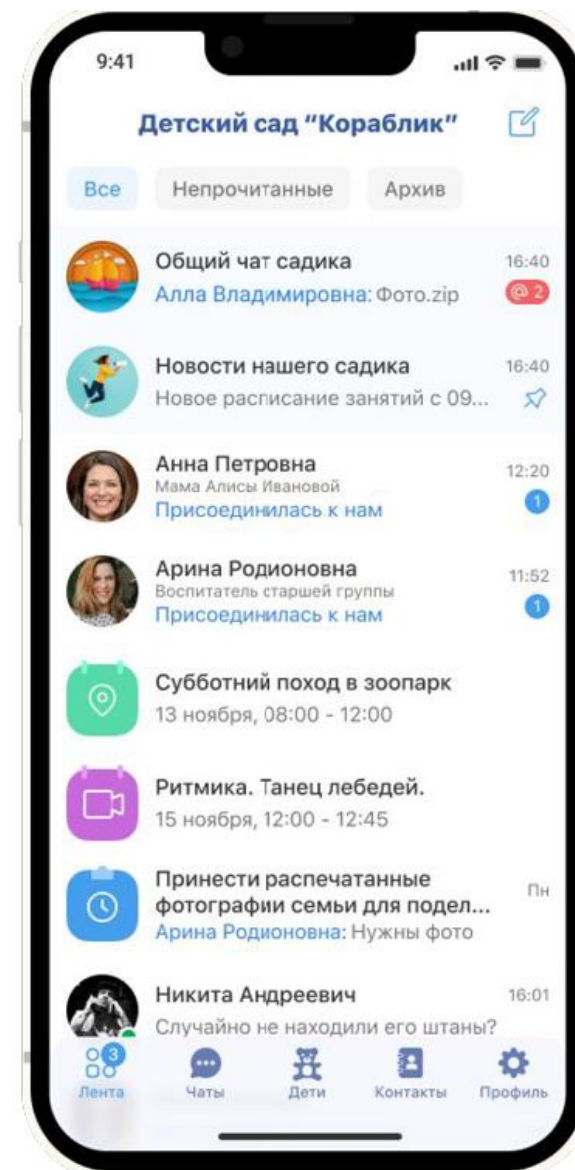 9:41
Детский сад “Кораблик”
Все Непрочитанные Архив
Общий чат садика 16:40
Алла Владимировна: Фото.zip @ 2
Новости нашего садика 16:40
Новое расписание занятий с 09...
Анна Петровна 12:20
Мама Алисы Ивановой
Присоединилась к нам 1
Арина Родионовна 11:52
Воспитатель старшей группы
Присоединилась к нам 1
Субботний поход в зоопарк
13 ноября, 08:00 - 12:00
Ритмика. Танец лебедей.
15 ноября, 12:00 - 12:45
Принести распечатанные Пн
фотографии семьи для подел...
Арина Родионовна: Нужны фото
Никита Андреевич 16:01
Случайно не находили его штаны?
3
Лента Чаты Дети Контакты Профиль